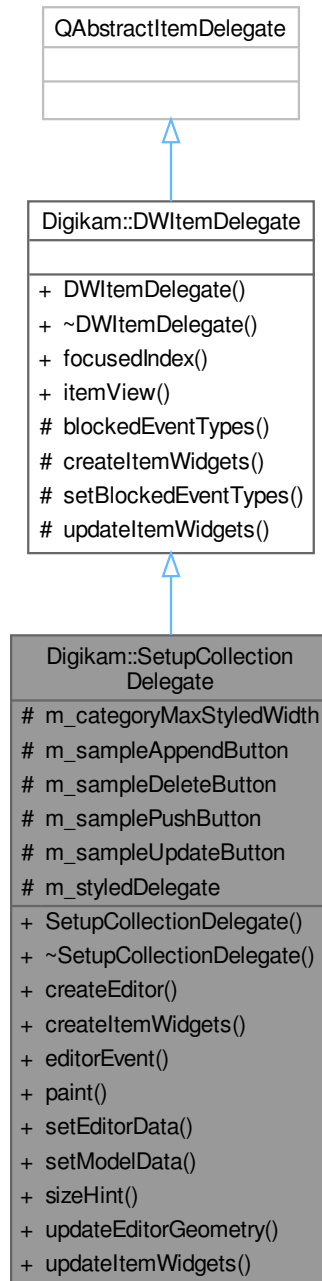 QAbstractItemDelegate
Digikam::DWItemDelegate
+ DWItemDelegate()
+ ~DWItemDelegate()
+ focusedIndex()
+ itemView()
# blockedEventTypes()
# createItemWidgets()
# setBlockedEventTypes()
# updateItemWidgets()
Digikam::SetupCollection
Delegate
# m_categoryMaxStyledWidth
# m_sampleAppendButton
# m_sampleDeleteButton
# m_samplePushButton
# m_sampleUpdateButton
# m_styledDelegate
+ SetupCollectionDelegate()
+ ~SetupCollectionDelegate()
+ createEditor()
+ createItemWidgets()
+ editorEvent()
+ paint()
+ setEditorData()
+ setModelData()
+ sizeHint()
+ updateEditorGeometry()
+ updateItemWidgets()